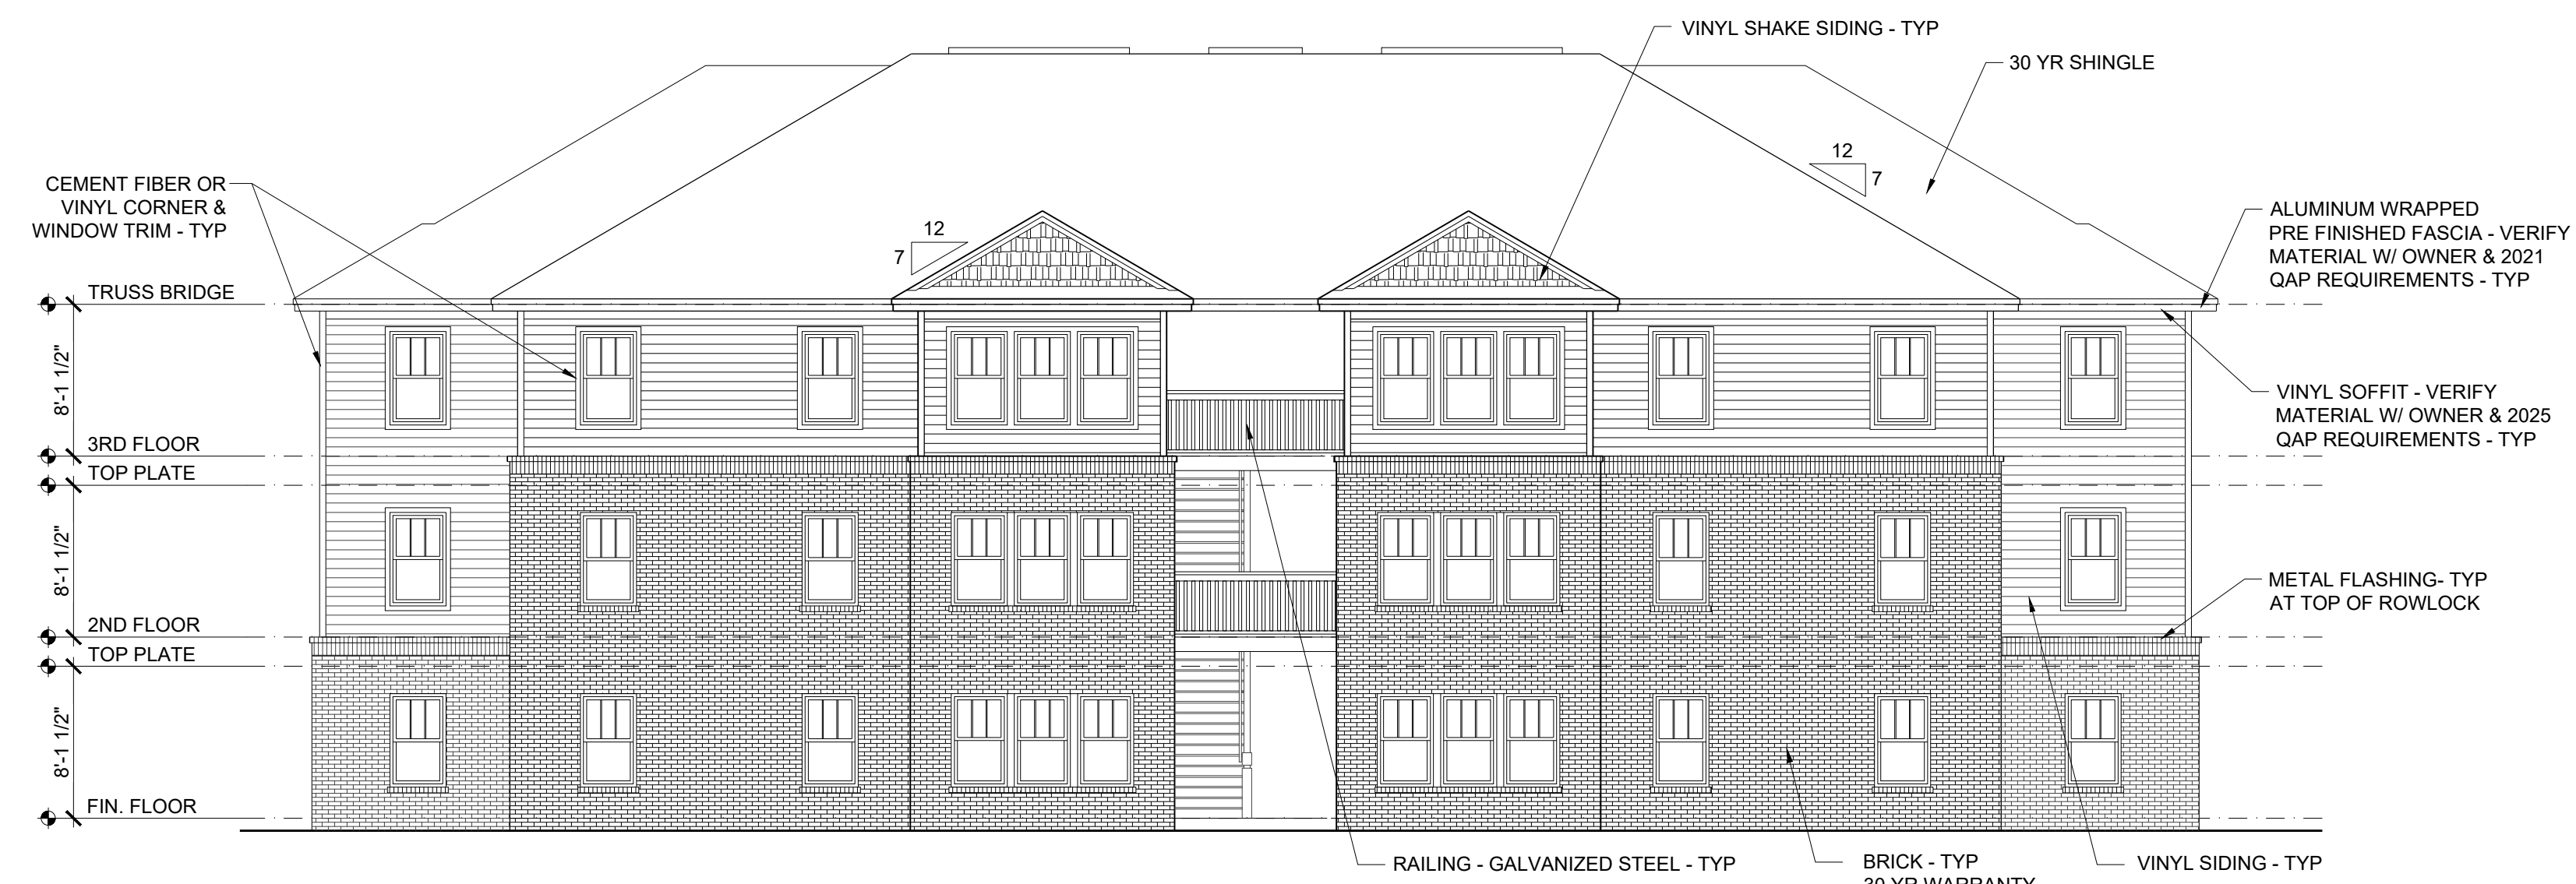 VINYL SHAKE SIDING - TYP
30 YR SHINGLE
12
7
CEMENT FIBER OR
VINYL CORNER &
WINDOW TRIM - TYP
12
7
ALUMINUM WRAPPED
PRE FINISHED FASCIA - VERIFY
MATERIAL W/ OWNER & 2021
QAP REQUIREMENTS - TYP
TRUSS BRIDGE
8'-1 1/2"
VINYL SOFFIT - VERIFY
MATERIAL W/ OWNER & 2025
QAP REQUIREMENTS - TYP
3RD FLOOR
TOP PLATE
8'-1 1/2"
METAL FLASHING- TYP
AT TOP OF ROWLOCK
2ND FLOOR
TOP PLATE
8'-1 1/2"
FIN. FLOOR
RAILING - GALVANIZED STEEL - TYP
BRICK - TYP
30 YR WARRANTY
VINYL SIDING - TYP